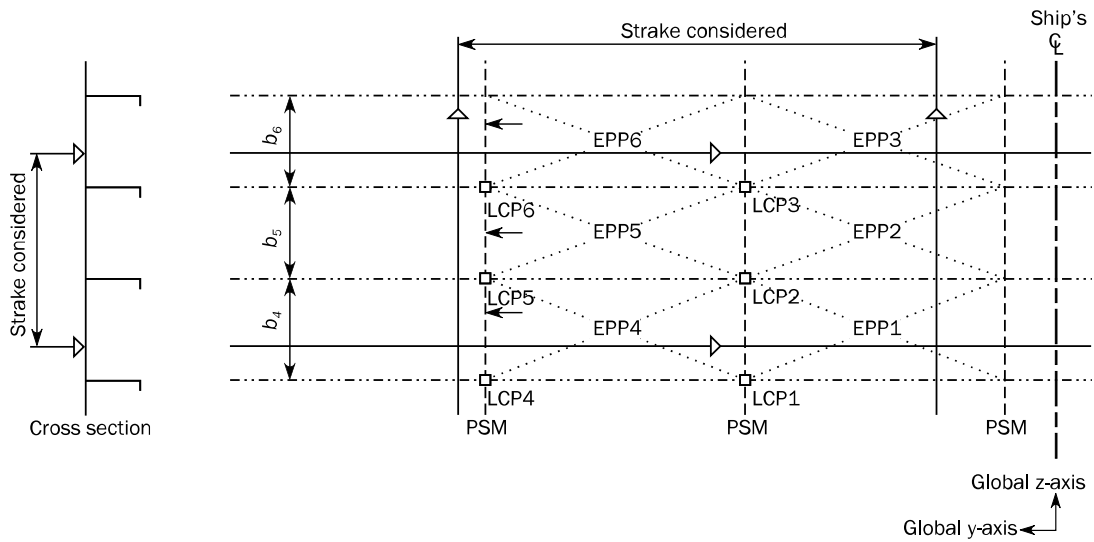 Ship's
℄
Strake considered
b₆
EPP6
EPP3
LCP6
LCP3
Strake considered
b₅
EPP5
EPP2
LCP5
LCP2
b₄
EPP4
EPP1
LCP4
LCP1
Cross section
PSM
PSM
PSM
Global z-axis
Global y-axis